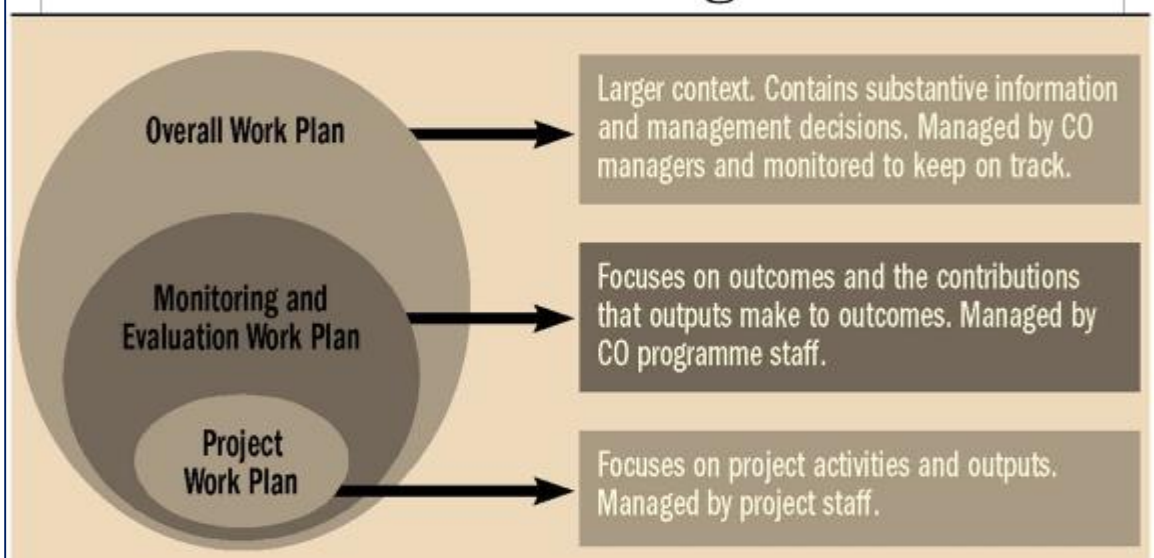 Overall Work Plan
Larger context. Contains substantive information
and management decisions. Managed by CO
managers and monitored to keep on track.
Monitoring and
Evaluation Work Plan
Focuses on outcomes and the contributions
that outputs make to outcomes. Managed by
CO programme staff.
Project
Work Plan
Focuses on project activities and outputs.
Managed by project staff.